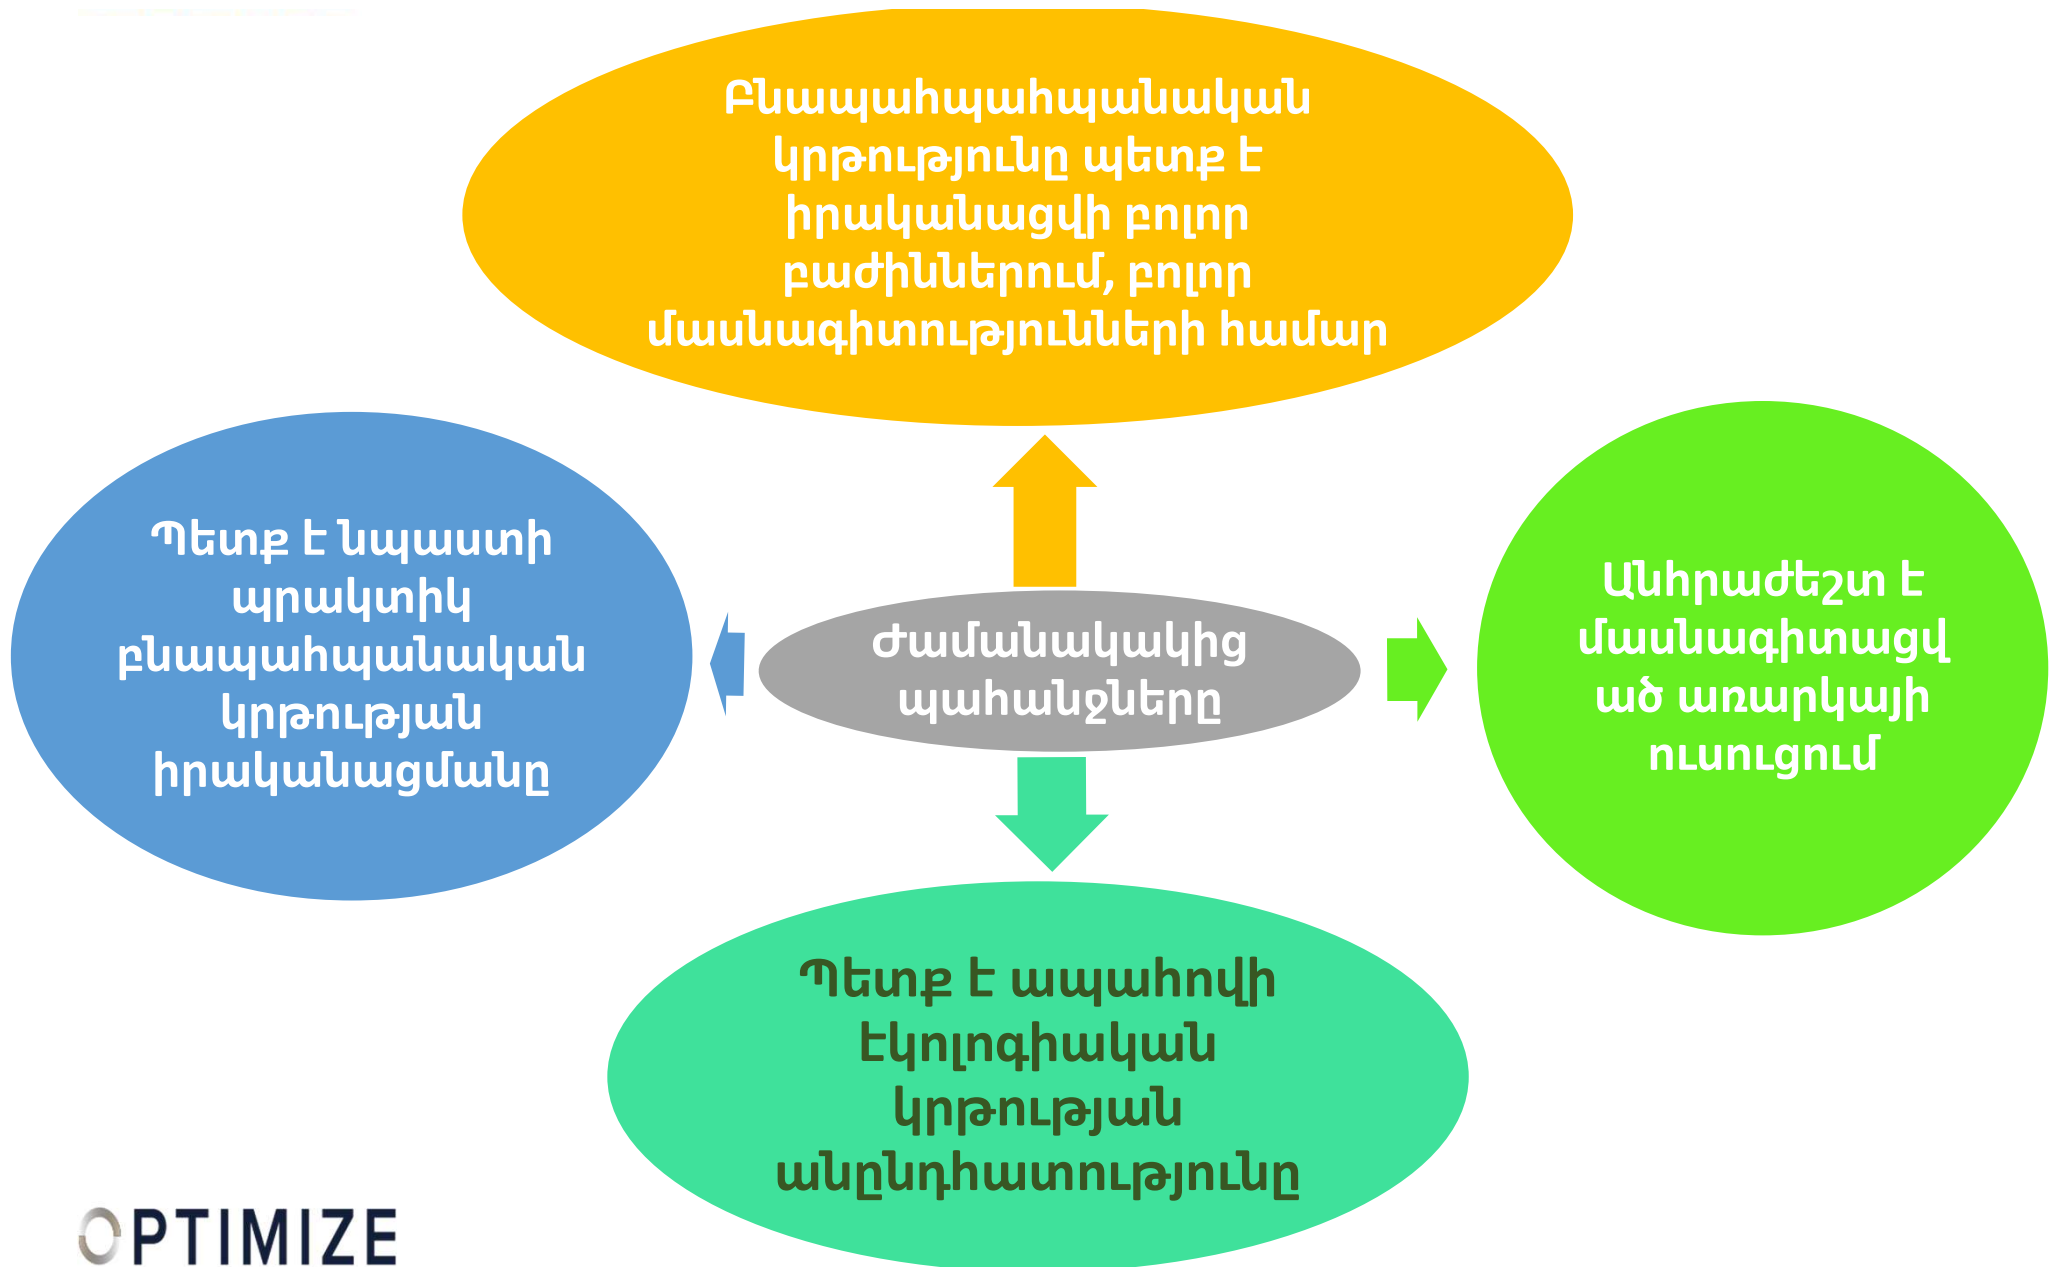 Բնապահպահպանական
կրթությունը պետք է
իրականացվի բոլոր
բաժիններում, բոլոր
մասնագիտությունների համար
Պետք է նպաստի
պրակտիկ
բնապահպանական
կրթության
իրականացմանը
Ժամանակակից
պահանջները
Անհրաժեշտ է
մասնագիտացվ
ած առարկայի
ուսուցում
Պետք է ապահովի
էկոլոգիական
կրթության
անընդհատությունը
OPTIMIZE